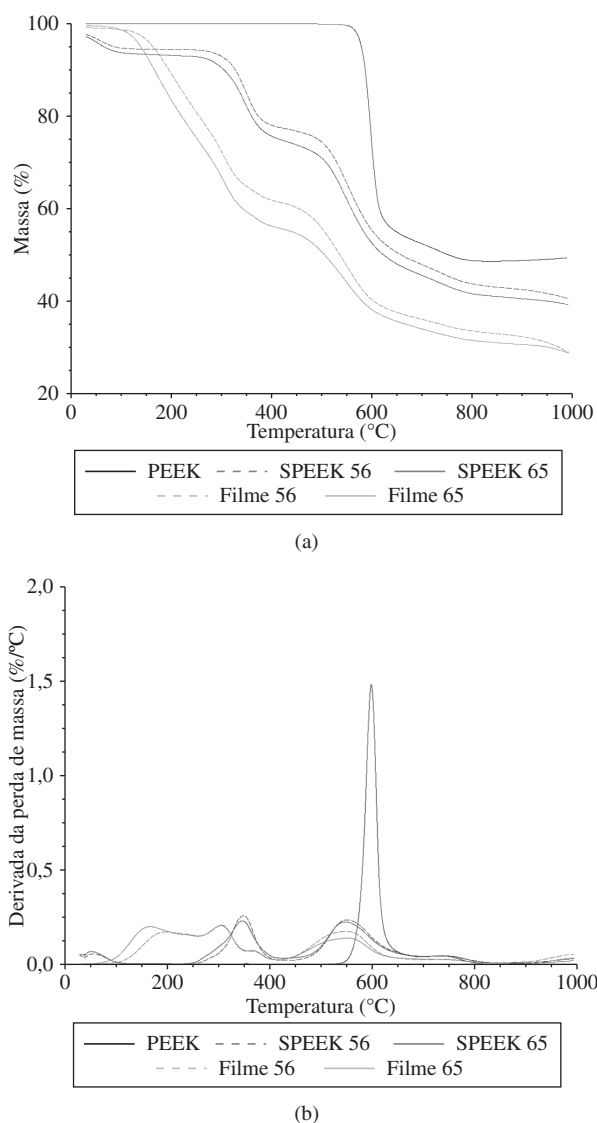 100
80
60
40
20
Massa (%)
0 200 400 600 800 1000
Temperatura (°C)
PEEK SPEEK 56 SPEEK 65
Filme 56 Filme 65
(a)
2,0
1,5
1,0
0,5
0,0
Derivada da perda de massa (%/ºC)
0 200 400 600 800 1000
Temperatura (°C)
PEEK SPEEK 56 SPEEK 65
Filme 56 Filme 65
(b)